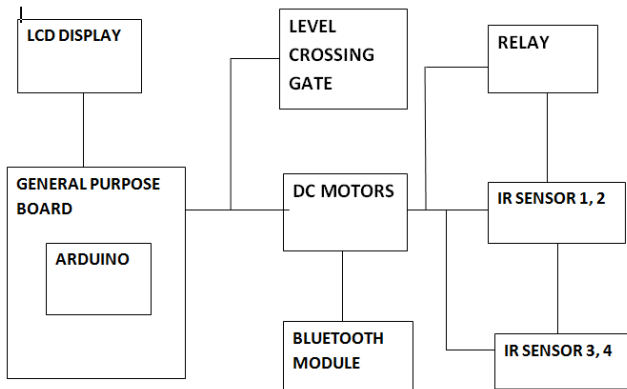 LCD DISPLAY
LEVEL
CROSSING
GATE
RELAY
GENERAL PURPOSE
BOARD
ARDUINO
DC MOTORS
IR SENSOR 1, 2
BLUETOOTH
MODULE
IR SENSOR 3, 4